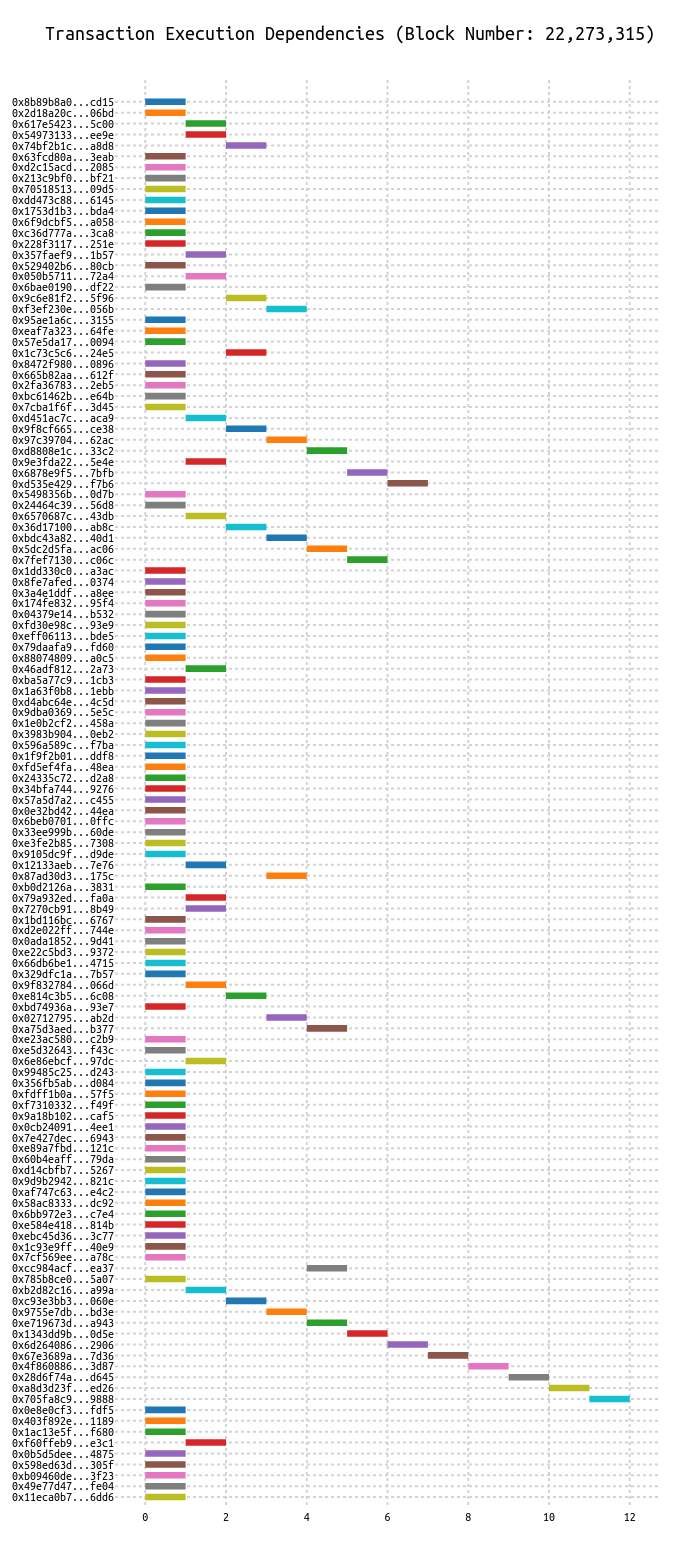 Transaction Execution Dependencies (Block Number: 22,273,315)
0x8b89b8a0...cd15
0x2d18a20c...06bd
0x617e5423...5c00
0x54973133...ee9e
0x74bf2b1c...a8d8
0x63fcd80a...3eab
0xd2c15acd...2085
0x213c9bf0...bf21
0x70518513...09d5
0xdd473c88...6145
0x1753d1b3...bda4
0x6f9dcbf5...a058
0xc36d777a...3ca8
0x228f3117...251e
0x357faef9...1b57
0x529402b6...80cb
0x050b5711...72a4
0x6bae0190...df22
0x9c6e81f2...5f96
0xf3ef230e...056b
0x95ae1a6c...3155
0xeaf7a323...64fe
0x57e5da17...0094
0x1c73c5c6...24e5
0x8472f980...0896
0x665b82aa...612f
0x2fa36783...2eb5
0xbc61462b...e64b
0x7cba1f6f...3d45
0xd451ac7c...aca9
0x9f8cf665...ce38
0x97c39704...62ac
0xd8808e1c...33c2
0x9e3fda22...5e4e
0x6878e9f5...7bfb
0xd535e429...f7b6
0x5498356b...0d7b
0x24464c39...56d8
0x6570687c...43db
0x36d17100...ab8c
0xbdc43a82...40d1
0x5dc2d5fa...ac06
0x7fef7130...c06c
0x1dd330c0...a3ac
0x8fe7afed...0374
0x3a4e1ddf...a8ee
0x174fe832...95f4
0x04379e14...b532
0xfd30e98c...93e9
0xeff06113...bde5
0x79daafa9...fd60
0x88074809...a0c5
0x46adf812...2a73
0xba5a77c9...1cb3
0x1a63f0b8...1ebb
0xd4abc64e...4c5d
0x9dba0369...5e5c
0x1e0b2cf2...458a
0x3983b904...0eb2
0x596a589c...f7ba
0x1f9f2b01...ddf8
0xfd5ef4fa...48ea
0x24335c72...d2a8
0x34bfa744...9276
0x57a5d7a2...c455
0x0e32bd42...44ea
0x6beb0701...0ffc
0x33ee999b...60de
0xe3fe2b85...7308
0x9105dc9f...d9de
0x12133aeb...7e76
0x87ad30d3...175c
0xb0d2126a...3831
0x79a932ed...fa0a
0x7270cb91...8b49
0x1bd116bc...6767
0xd2e022ff...744e
0x0ada1852...9d41
0xe22c5bd3...9372
0x66db6be1...4715
0x329dfc1a...7b57
0x9f832784...066d
0xe814c3b5...6c08
0xbd74936a...93e7
0x02712795...ab2d
0xa75d3aed...b377
0xe23ac580...c2b9
0xe5d32643...f43c
0x6e86ebcf...97dc
0x99485c25...d243
0x356fb5ab...d084
0xfdff1b0a...57f5
0xf7310332...f49f
0x9a18b102...caf5
0x0cb24091...4ee1
0x7e427dec...6943
0xe89a7fbd...121c
0x60b4eaff...79da
0xd14cbfb7...5267
0x9d9b2942...821c
0xaf747c63...e4c2
0x58ac8333...dc92
0x6bb972e3...c7e4
0xe584e418...814b
0xebc45d36...3c77
0x1c93e9ff...40e9
0x7cf569ee...a78c
0xcc984acf...ea37
0x785b8ce0...5a07
0xb2d82c16...a99a
0xc93e3bb3...060e
0x9755e7db...bd3e
0xe719673d...a943
0x1343dd9b...0d5e
0x6d264086...2906
0x67e3689a...7d36
0x4f860886...3d87
0x28d6f74a...d645
0xa8d3d23f...ed26
0x705fa8c9...9888
0x0e8e0cf3...fdf5
0x403f892e...1189
0x1ac13e5f...f680
0xf60ffeb9...e3c1
0x0b5d5dee...4875
0x598ed63d...305f
0xb09460de...3f23
0x49e77d47...fe04
0x11eca0b7...6dd6
0 2 4 6 8 10 12